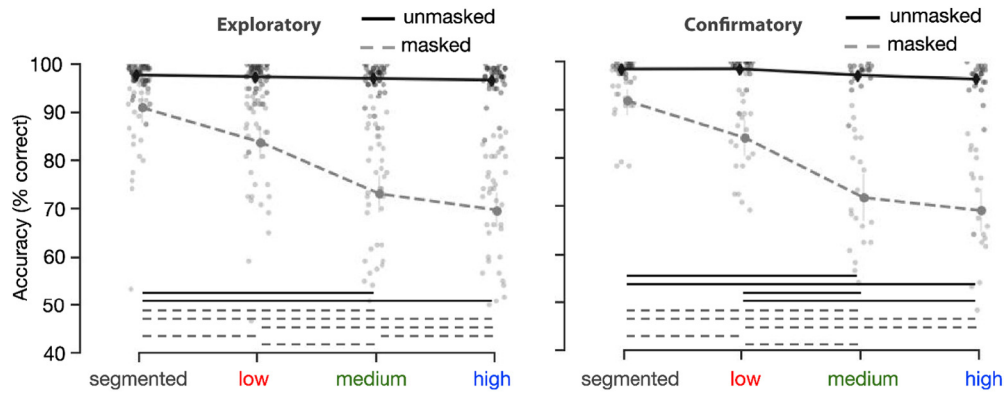 Exploratory
unmasked
masked
Confirmatory
unmasked
masked
Accuracy (% correct)
100
90
80
70
60
50
40
segmented low medium high
segmented low medium high